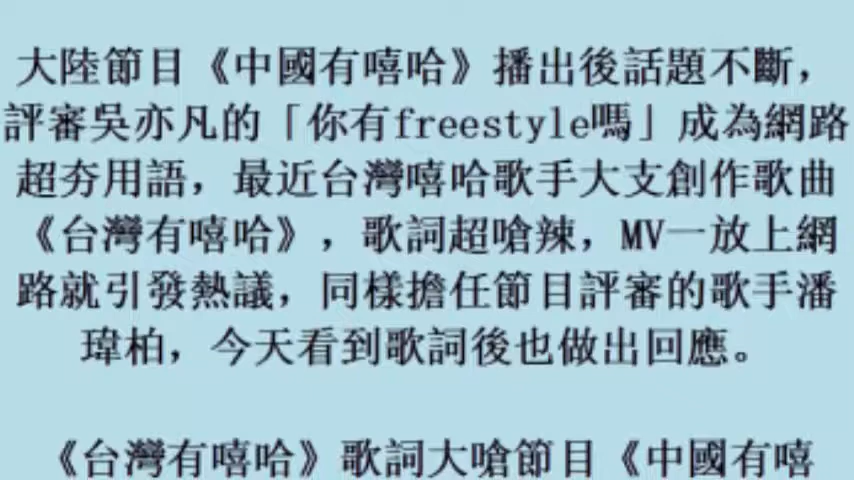 大陸節目《中國有嘻哈》播出後話題不斷，
評審吳亦凡的「你有freestyle嗎」成為網路
超夯用語，最近台灣嘻哈歌手大支創作歌曲
《台灣有嘻哈》，歌詞超嗆辣，MV一放上網
路就引發熱議，同樣擔任節目評審的歌手潘
瑋柏，今天看到歌詞後也做出回應。
《台灣有嘻哈》歌詞大嗆節目《中國有嘻